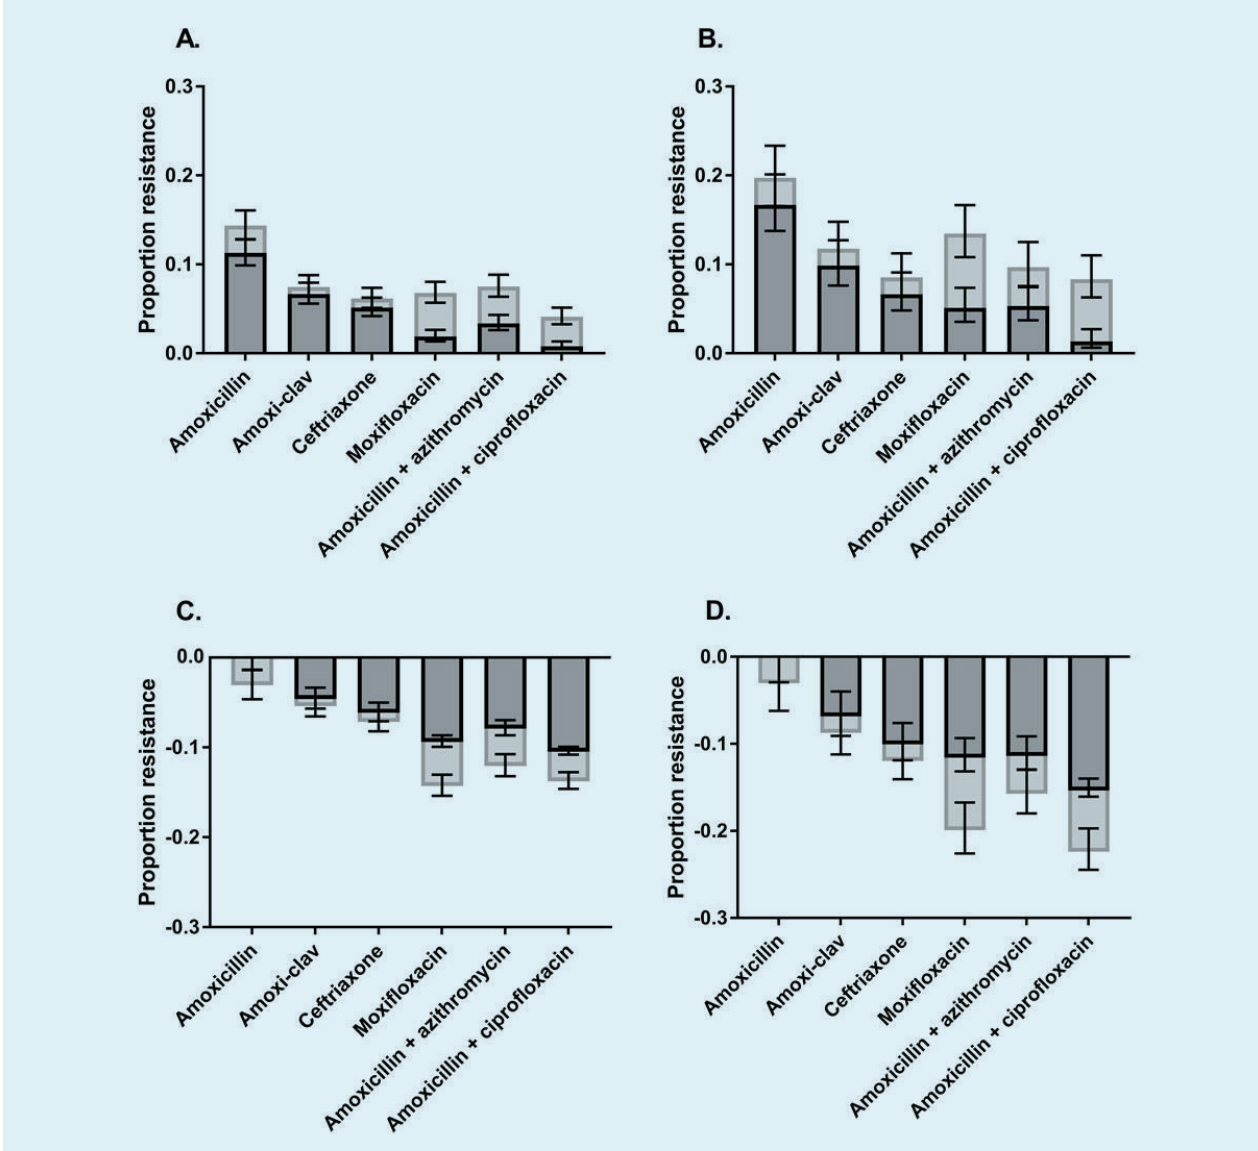 A.
Proportion resistance
0.3
0.2
0.1
0.0
Amoxicillin
Amoxi-clav
Ceftriaxone
Moxifloxacin
Amoxicillin + azithromycin
Amoxicillin + ciprofloxacin
B.
Proportion resistance
0.3
0.2
0.1
0.0
Amoxicillin
Amoxi-clav
Ceftriaxone
Moxifloxacin
Amoxicillin + azithromycin
Amoxicillin + ciprofloxacin
C.
Proportion resistance
0.0
-0.1
-0.2
-0.3
Amoxicillin
Amoxi-clav
Ceftriaxone
Moxifloxacin
Amoxicillin + azithromycin
Amoxicillin + ciprofloxacin
D.
Proportion resistance
0.0
-0.1
-0.2
-0.3
Amoxicillin
Amoxi-clav
Ceftriaxone
Moxifloxacin
Amoxicillin + azithromycin
Amoxicillin + ciprofloxacin